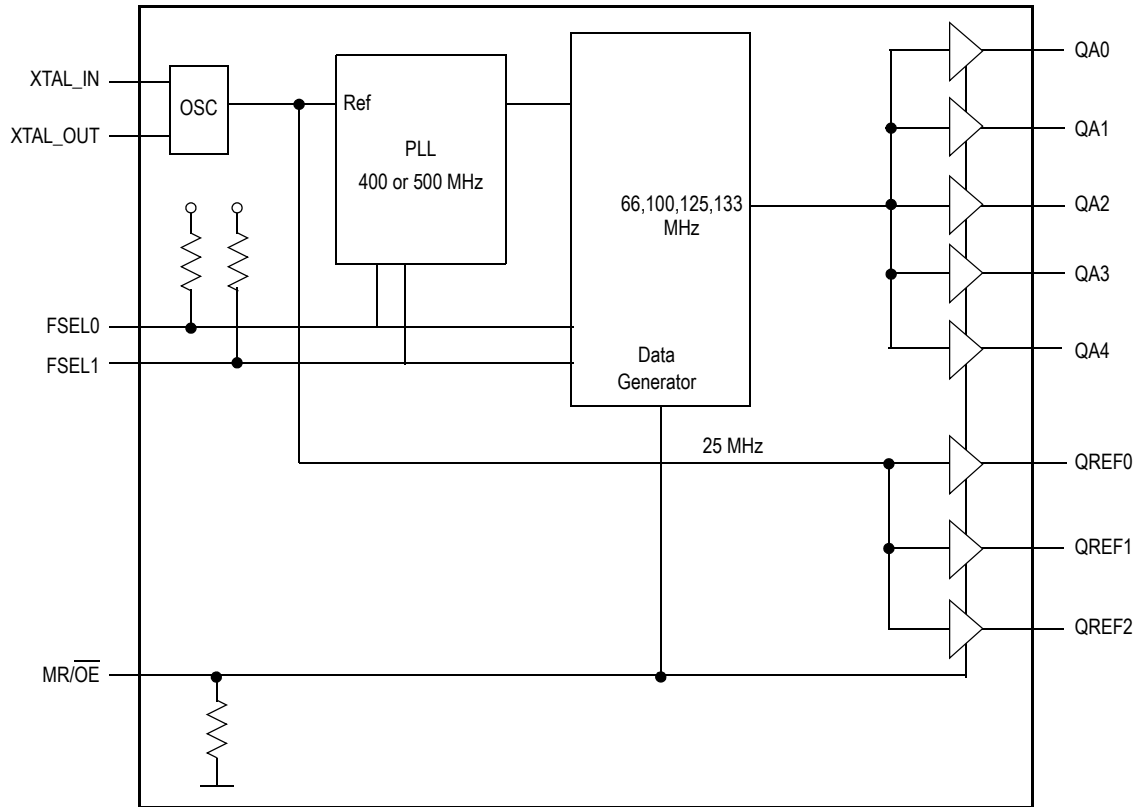 XTAL_IN
XTAL_OUT
OSC
Ref
PLL
400 or 500 MHz
66,100,125,133
MHz
Data
Generator
FSEL0
FSEL1
25 MHz
MR/OE
QA0
QA1
QA2
QA3
QA4
QREF0
QREF1
QREF2